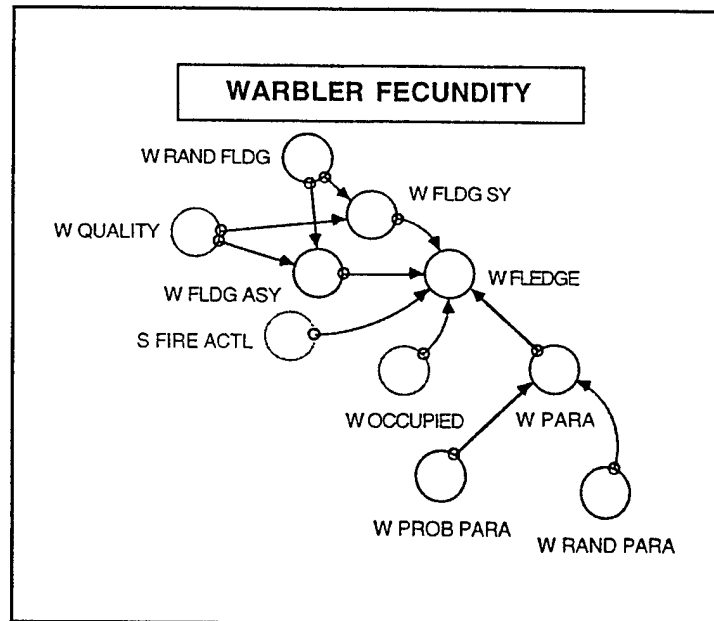 WARBLER FECUNDITY
W RAND FLDG
W FLDG SY
W QUALITY
W FLEDGE
W FLDG ASY
S FIRE ACTL
W OCCUPIED
W PARA
W PROB PARA
W RAND PARA